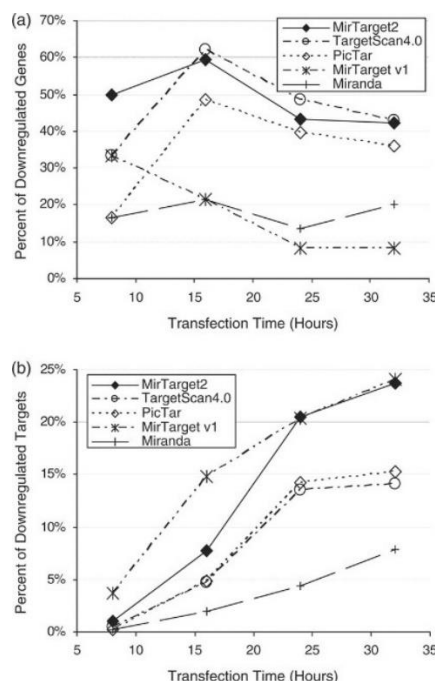 (a)
70%
60%
50%
40%
30%
20%
10%
0%
Percent of Downregulated Genes
MirTarget2
TargetScan4.0
PicTar
MirTarget v1
Miranda
5 10 15 20 25 30 35
Transfection Time (Hours)
(b)
25%
20%
15%
10%
5%
0%
Percent of Downregulated Targets
MirTarget2
TargetScan4.0
PicTar
MirTarget v1
Miranda
5 10 15 20 25 30 35
Transfection Time (Hours)